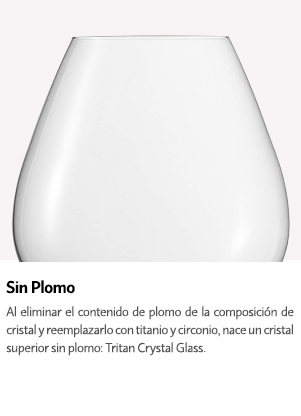 Sin Plomo
Al eliminar el contenido de plomo de la composición de
cristal y reemplazarlo con titanio y circonio, nace un cristal
superior sin plomo: Tritan Crystal Glass.